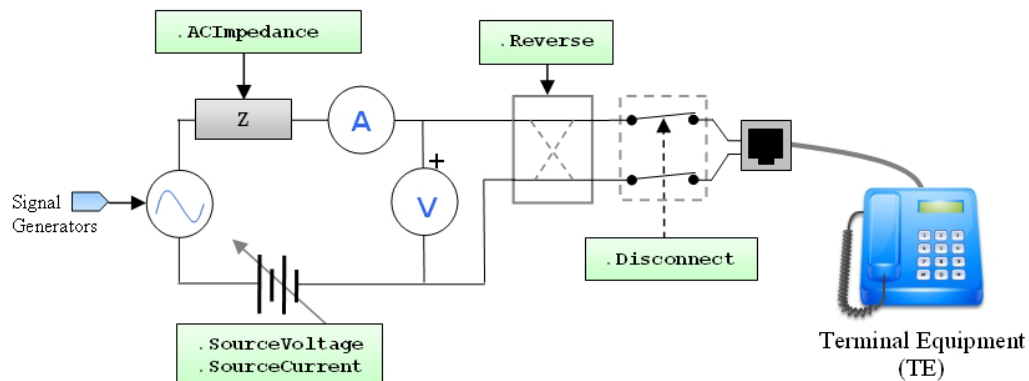 .ACImpedance
.Reverse
Z
A
+
V
Signal
Generators
.Disconnect
.SourceVoltage
.SourceCurrent
Terminal Equipment
(TE)